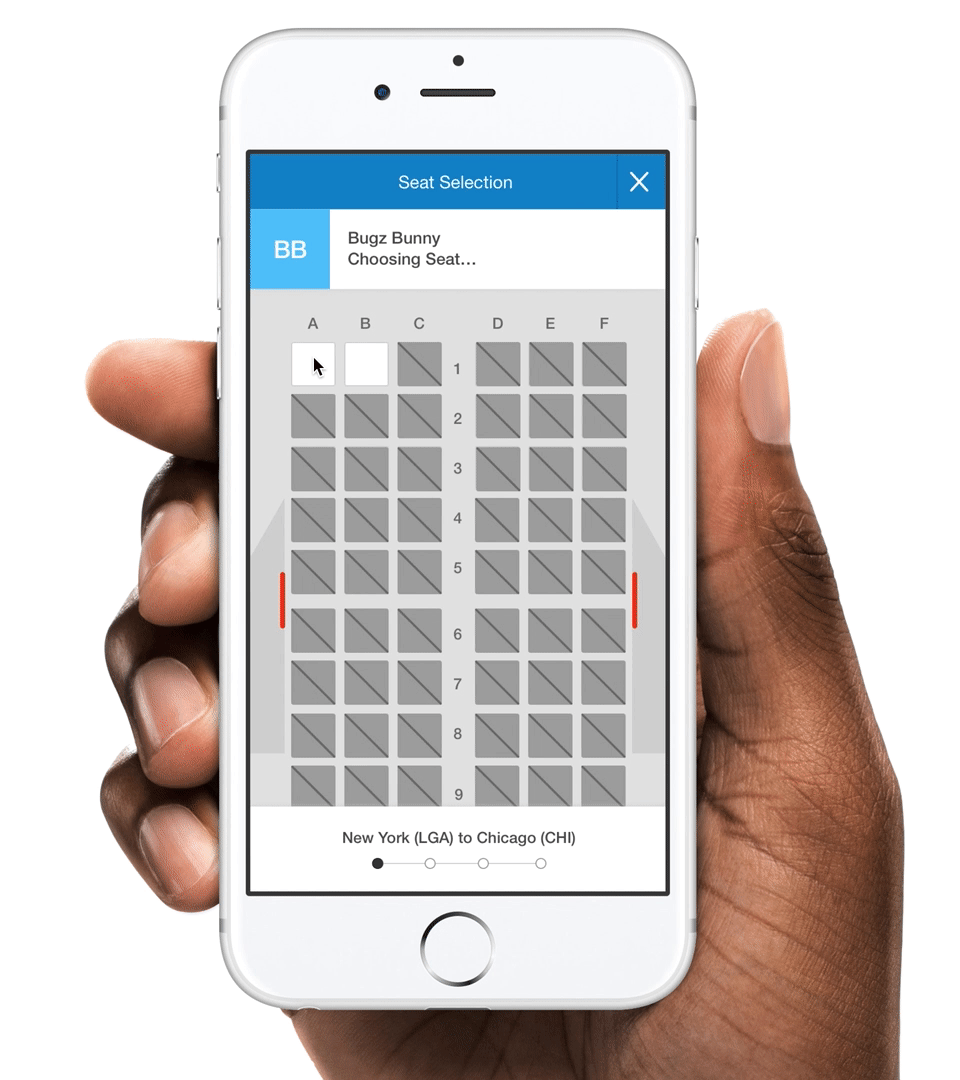 Seat Selection
BB
Bugz Bunny
Choosing Seat...
A B C D E F
1
2
3
4
5
6
7
8
9
New York (LGA) to Chicago (CHI)